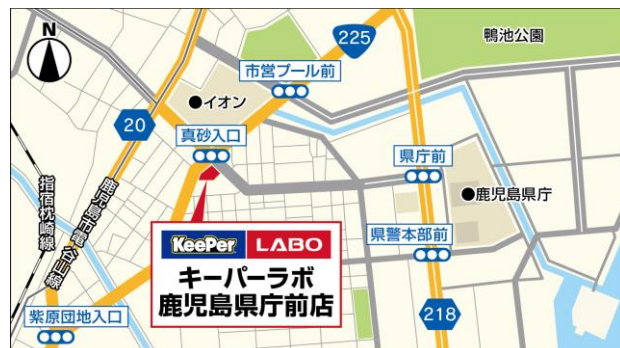 N
225
鴨池公園
市営プール前
イオン
20
真砂入口
県庁前
鹿児島県庁
指宿枕崎線
鹿児島市電 谷山線
KeePer LABO
キーパーラボ
鹿児島県庁前店
県警本部前
218
紫原団地入口